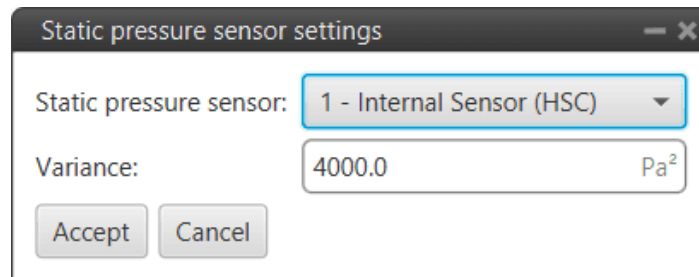 Static pressure sensor settings
Static pressure sensor: 1 - Internal Sensor (HSC)
Variance: 4000.0 Pa²
Accept Cancel